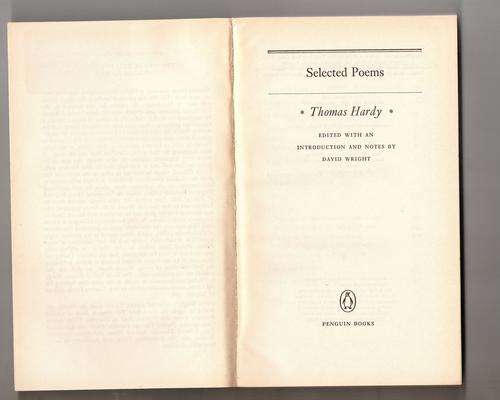 Selected Poems
* Thomas Hardy *
EDITED WITH AN
INTRODUCTION AND NOTES BY
DAVID WRIGHT
PENGUIN BOOKS